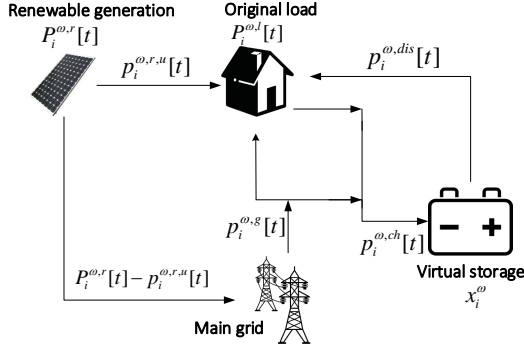 Renewable generation
Original load
P_i^{ω,r}[t]
P_i^{ω,l}[t]
p_i^{ω,r,u}[t]
p_i^{ω,dis}[t]
p_i^{ω,g}[t]
p_i^{ω,ch}[t]
P_i^{ω,r}[t] − p_i^{ω,r,u}[t]
Virtual storage
x_i^ω
Main grid